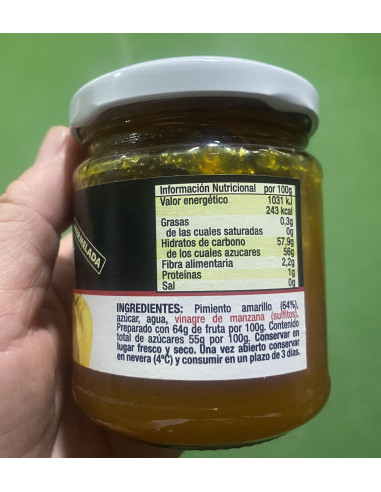 MERMELADA
Información Nutricional por 100g
Valor energético 1031 kJ
243 kcal
Grasas 0,3g
de las cuales saturadas 0g
Hidratos de carbono 57,9g
de los cuales azucares 56g
Fibra alimentaria 2,2g
Proteínas 1g
Sal 0g
INGREDIENTES: Pimiento amarillo (64%),
azúcar, agua, vinagre de manzana (sulfitos).
Preparado con 64g de fruta por 100g. Contenido
total de azúcares 55g por 100g. Conservar en
lugar fresco y seco. Una vez abierto conservar
en nevera (4ºC) y consumir en un plazo de 3 días.